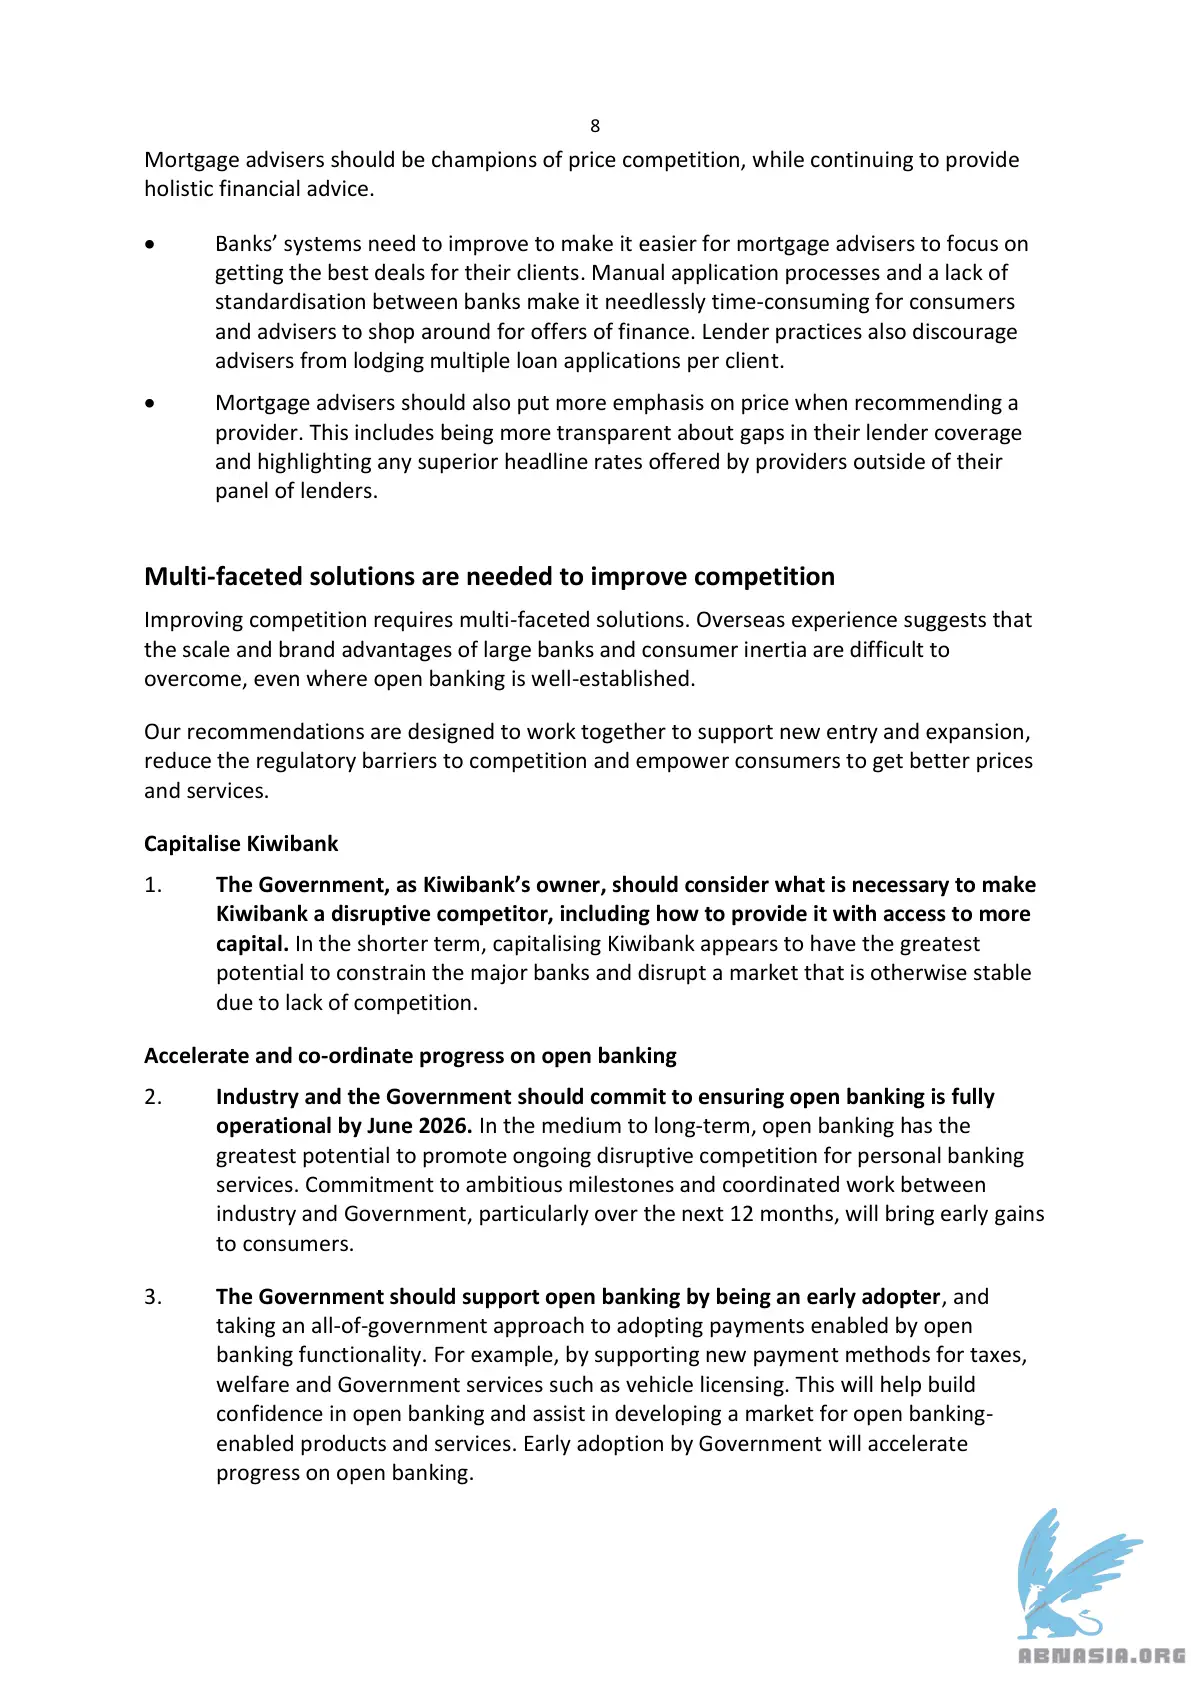 8
Mortgage advisers should be champions of price competition, while continuing to provide
holistic financial advice.
• Banks’ systems need to improve to make it easier for mortgage advisers to focus on
getting the best deals for their clients. Manual application processes and a lack of
standardisation between banks make it needlessly time-consuming for consumers
and advisers to shop around for offers of finance. Lender practices also discourage
advisers from lodging multiple loan applications per client.
• Mortgage advisers should also put more emphasis on price when recommending a
provider. This includes being more transparent about gaps in their lender coverage
and highlighting any superior headline rates offered by providers outside of their
panel of lenders.
Multi-faceted solutions are needed to improve competition
Improving competition requires multi-faceted solutions. Overseas experience suggests that
the scale and brand advantages of large banks and consumer inertia are difficult to
overcome, even where open banking is well-established.
Our recommendations are designed to work together to support new entry and expansion,
reduce the regulatory barriers to competition and empower consumers to get better prices
and services.
Capitalise Kiwibank
1. The Government, as Kiwibank’s owner, should consider what is necessary to make
Kiwibank a disruptive competitor, including how to provide it with access to more
capital. In the shorter term, capitalising Kiwibank appears to have the greatest
potential to constrain the major banks and disrupt a market that is otherwise stable
due to lack of competition.
Accelerate and co-ordinate progress on open banking
2. Industry and the Government should commit to ensuring open banking is fully
operational by June 2026. In the medium to long-term, open banking has the
greatest potential to promote ongoing disruptive competition for personal banking
services. Commitment to ambitious milestones and coordinated work between
industry and Government, particularly over the next 12 months, will bring early gains
to consumers.
3. The Government should support open banking by being an early adopter, and
taking an all-of-government approach to adopting payments enabled by open
banking functionality. For example, by supporting new payment methods for taxes,
welfare and Government services such as vehicle licensing. This will help build
confidence in open banking and assist in developing a market for open banking-
enabled products and services. Early adoption by Government will accelerate
progress on open banking.
ABNASIA.ORG